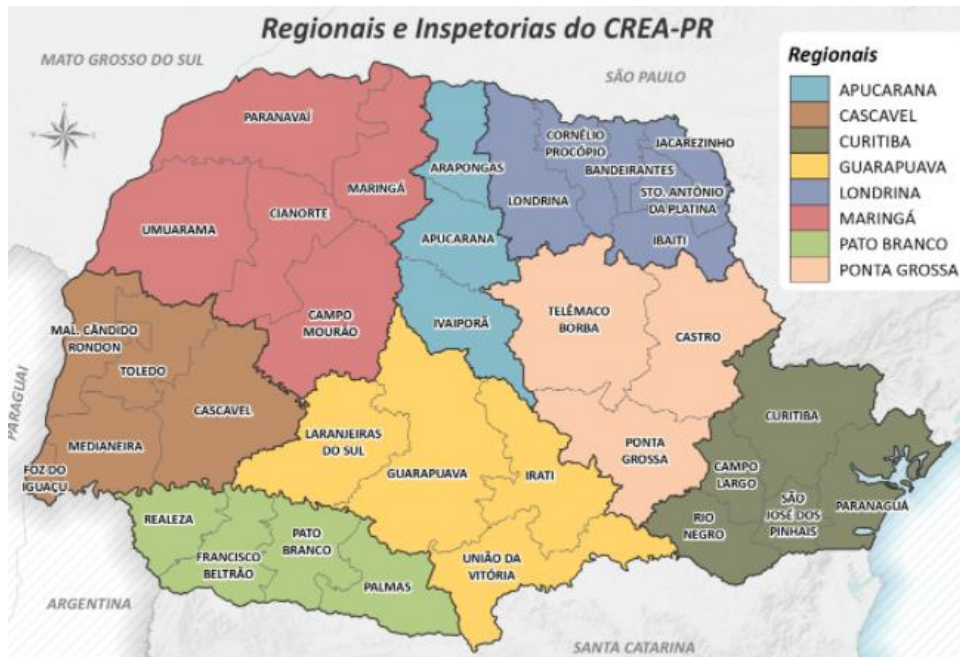 Regionais e Inspetorias do CREA-PR
MATO GROSSO DO SUL
SÃO PAULO
Regionais
APUCARANA
CASCAVEL
CURITIBA
GUARAPUAVA
LONDRINA
MARINGÁ
PATO BRANCO
PONTA GROSSA
PARANAVAÍ
MARINGÁ
CIANORTE
UMUARAMA
CAMPO
MOURÃO
ARAPONGAS
APUCARANA
IVAIPORÃ
CORNÉLIO
PROCÓPIO
JACAREZINHO
BANDEIRANTES
LONDRINA
STO. ANTÔNIO
DA PLATINA
IBAITI
TELÊMACO
BORBA
CASTRO
PONTA
GROSSA
MAL. CÂNDIDO
RONDON
TOLEDO
CASCAVEL
MEDIANEIRA
FOZ DO
IGUAÇU
LARANJEIRAS
DO SUL
GUARAPUAVA
IRATI
UNIÃO DA
VITÓRIA
REALEZA
FRANCISCO
BELTRÃO
PATO
BRANCO
PALMAS
CURITIBA
CAMPO
LARGO
RIO
NEGRO
SÃO
JOSÉ DOS
PINHAIS
PARANAGUÁ
PARAGUAI
ARGENTINA
SANTA CATARINA